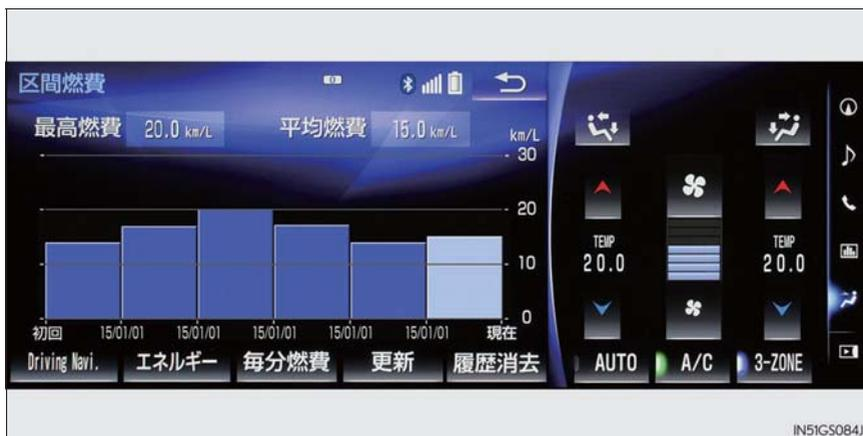 区間燃費
最高燃費 20.0 km/L 平均燃費 15.0 km/L km/L
30
20
10
0
初回 15/01/01 15/01/01 15/01/01 15/01/01 15/01/01 現在
Driving Navi. エネルギー 毎分燃費 更新 履歴消去
TEMP TEMP
20.0 20.0
AUTO A/C 3-ZONE
IN51GS084J